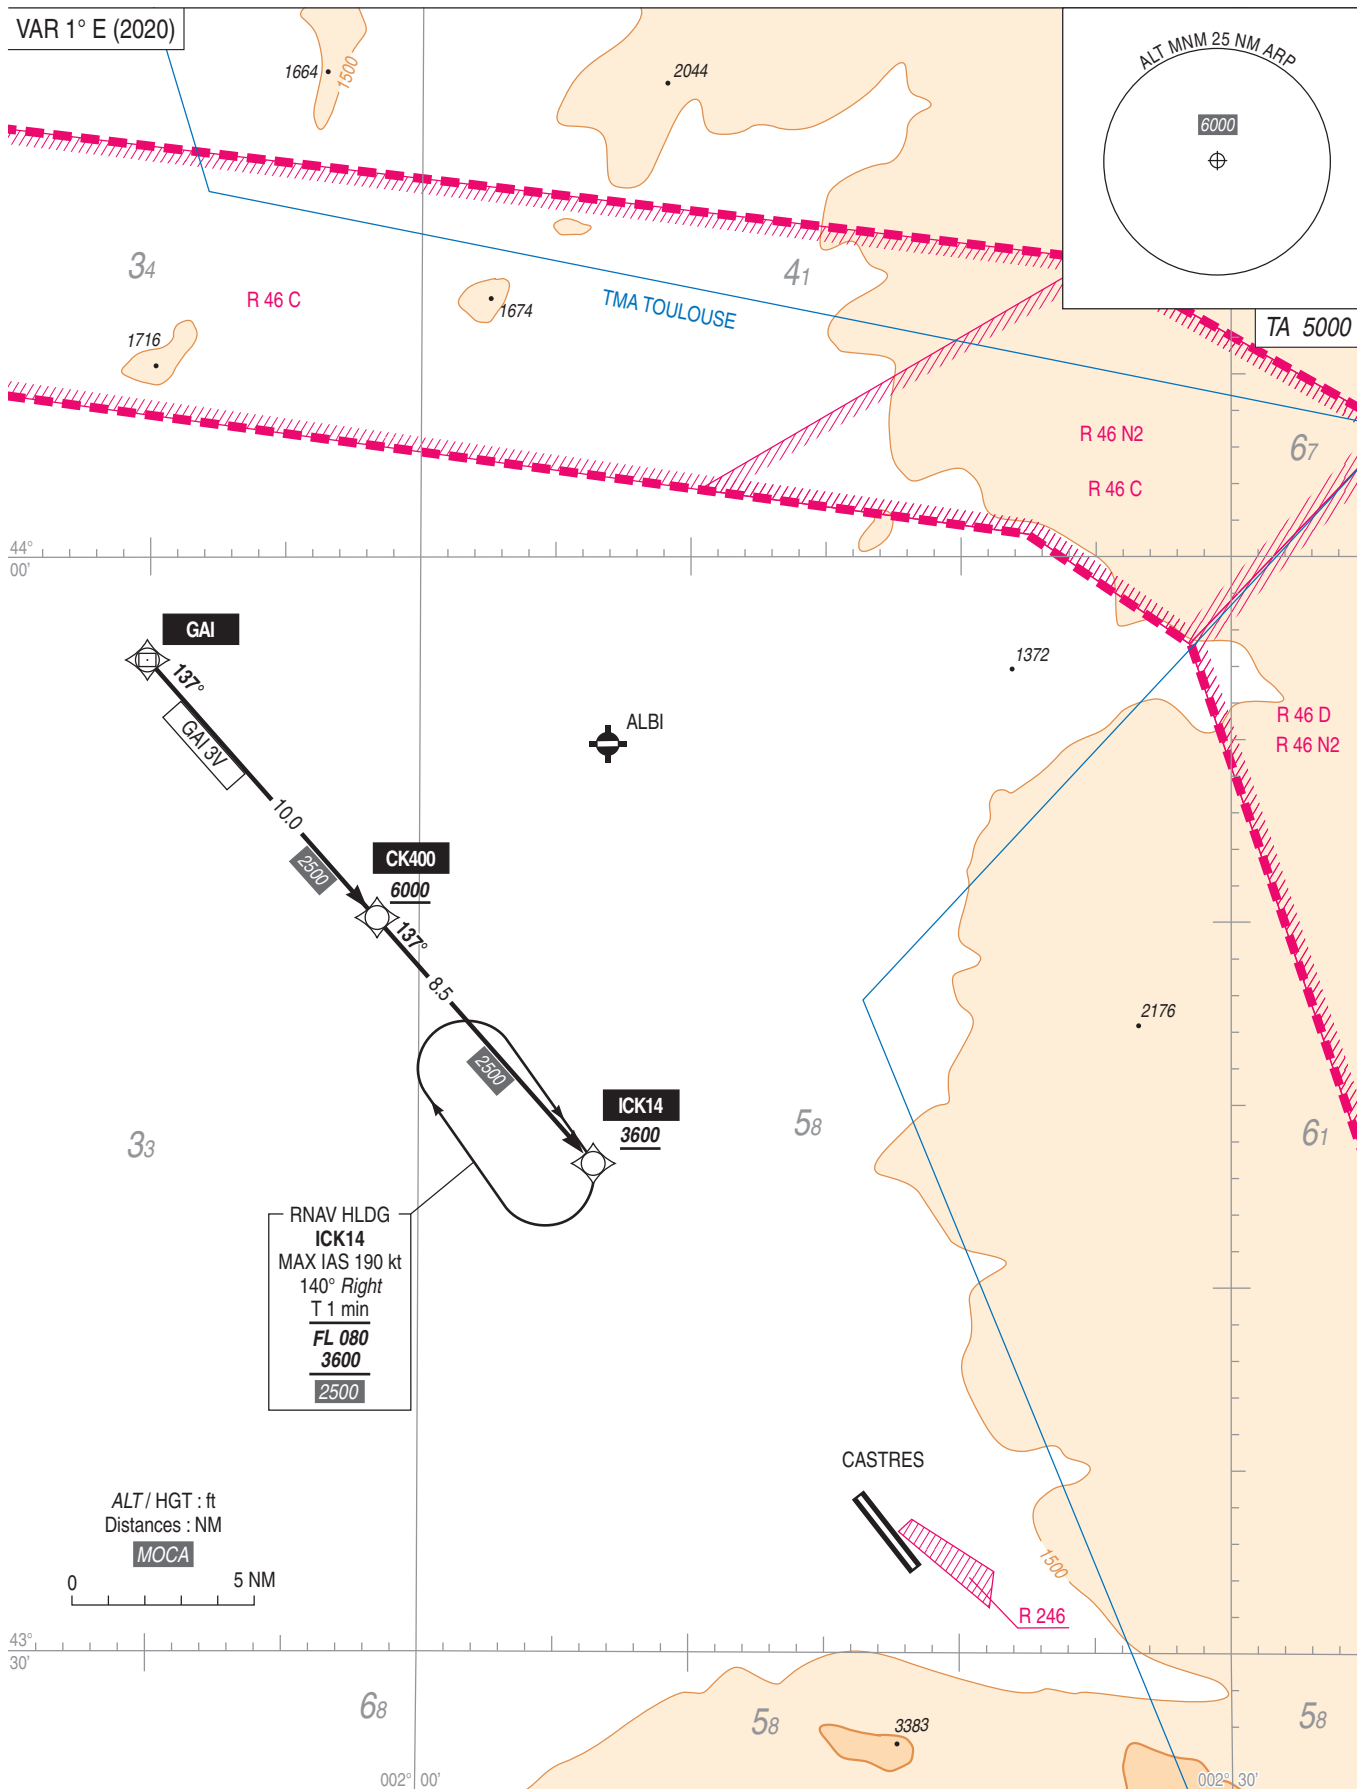 VAR 1° E (2020)
ALT MNM 25 NM ARP
6000
TA 5000
1664
1500
2044
34
R 46 C
41
TMA TOULOUSE
1674
1716
R 46 N2
R 46 C
67
44°
00'
GAI
137°
GAI 3V
10.0
2500
ALBI
1372
R 46 D
R 46 N2
CK400
6000
137°
8.5
2500
2176
ICK14
3600
33
58
61
RNAV HLDG
ICK14
MAX IAS 190 kt
140° Right
T 1 min
FL 080
3600
2500
CASTRES
ALT / HGT : ft
Distances : NM
MOCA
0 5 NM
1500
R 246
43°
30'
68
58
3383
58
002° 00'
002° 30'